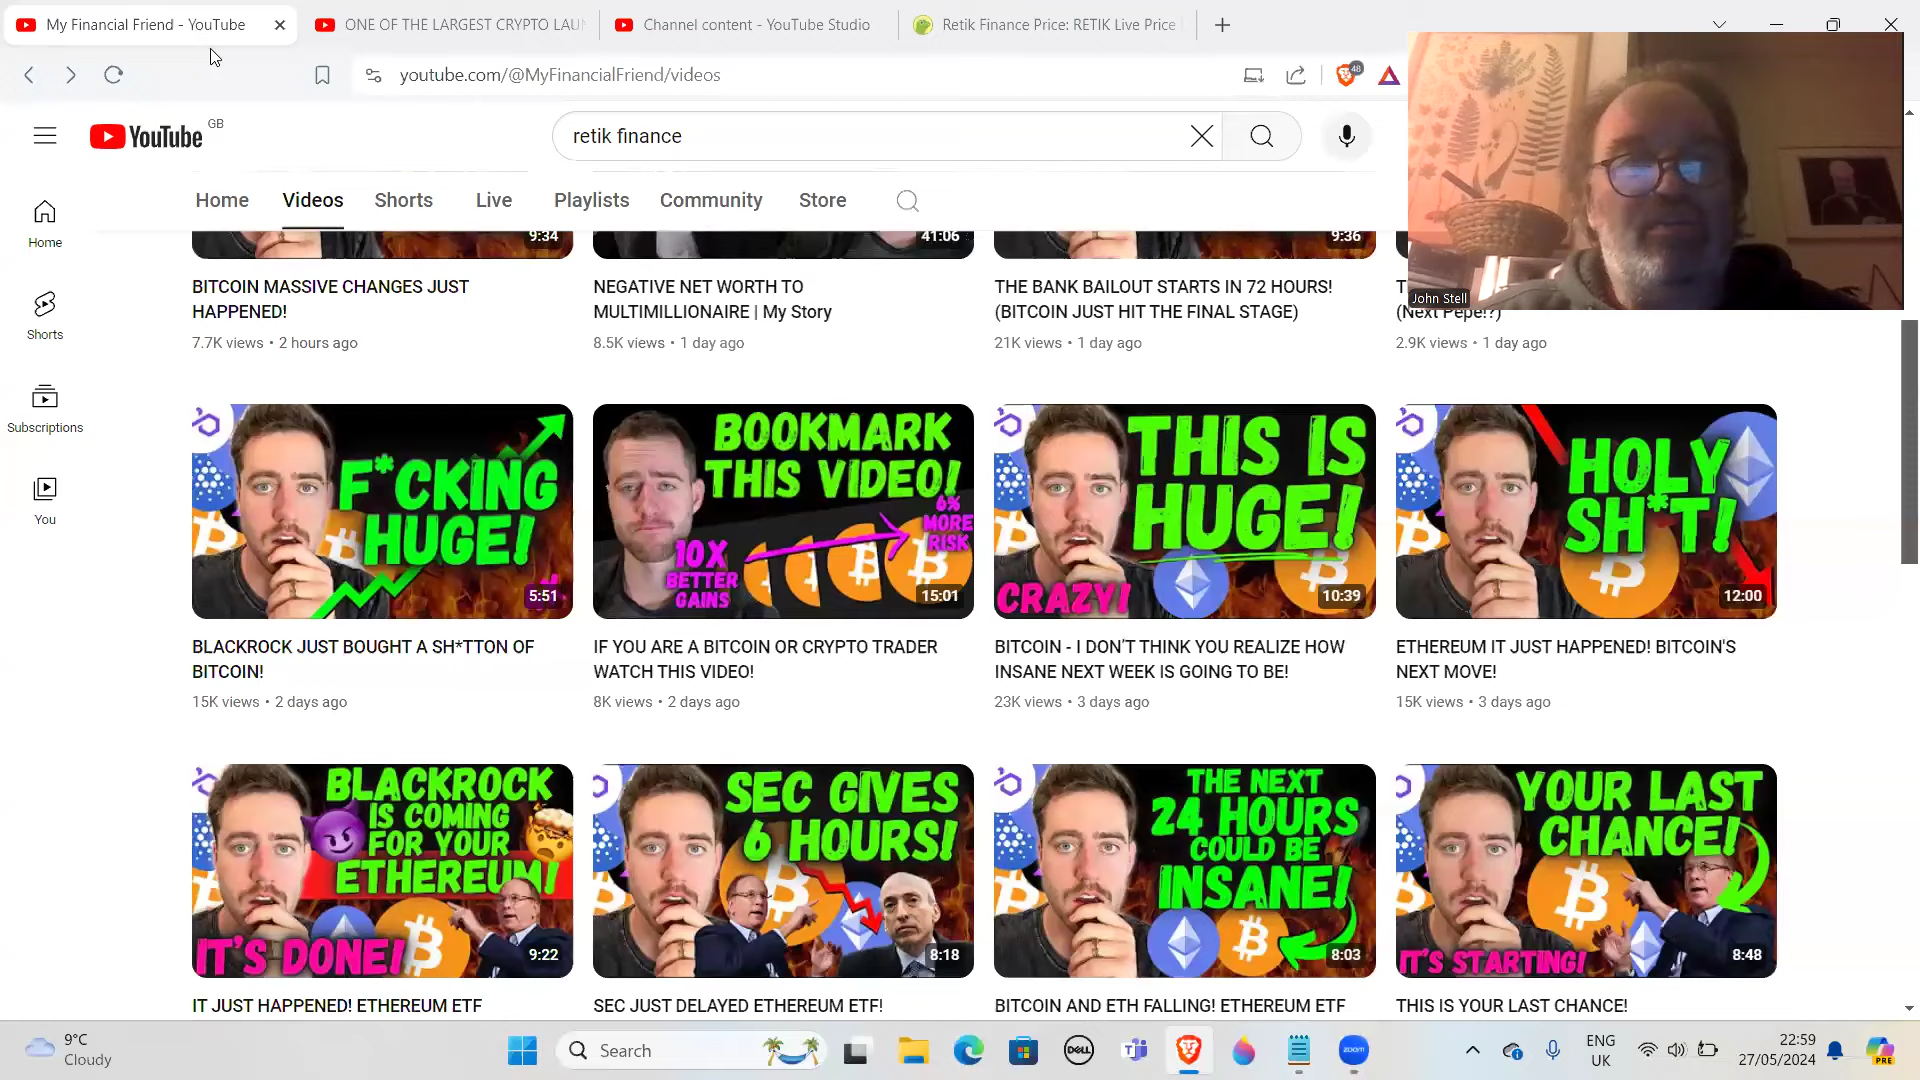 My Financial Friend - YouTube
ONE OF THE LARGEST CRYPTO LAU
Channel content - YouTube Studio
Retik Finance Price: RETIK Live Price
youtube.com/@MyFinancialFriend/videos
48
YouTube
GB
retik finance
Home
Videos
Shorts
Live
Playlists
Community
Store
Home
Shorts
Subscriptions
You
John Stell
9:34
41:06
9:36
BITCOIN MASSIVE CHANGES JUST
HAPPENED!
7.7K views • 2 hours ago
NEGATIVE NET WORTH TO
MULTIMILLIONAIRE | My Story
8.5K views • 1 day ago
THE BANK BAILOUT STARTS IN 72 HOURS!
(BITCOIN JUST HIT THE FINAL STAGE)
21K views • 1 day ago
(Next Pepe!?)
2.9K views • 1 day ago
F*CKING
HUGE!
5:51
BOOKMARK
THIS VIDEO!
6%
MORE
RISK
10X
BETTER
GAINS
15:01
THIS IS
HUGE!
CRAZY!
10:39
HOLY
SH*T!
12:00
BLACKROCK JUST BOUGHT A SH*TTON OF
BITCOIN!
15K views • 2 days ago
IF YOU ARE A BITCOIN OR CRYPTO TRADER
WATCH THIS VIDEO!
8K views • 2 days ago
BITCOIN - I DON'T THINK YOU REALIZE HOW
INSANE NEXT WEEK IS GOING TO BE!
23K views • 3 days ago
ETHEREUM IT JUST HAPPENED! BITCOIN'S
NEXT MOVE!
15K views • 3 days ago
BLACKROCK
IS COMING
FOR YOUR
ETHEREUM!
IT'S DONE!
9:22
SEC GIVES
6 HOURS!
8:18
THE NEXT
24 HOURS
COULD BE
INSANE!
8:03
YOUR LAST
CHANCE!
IT'S STARTING!
8:48
IT JUST HAPPENED! ETHEREUM ETF
SEC JUST DELAYED ETHEREUM ETF!
BITCOIN AND ETH FALLING! ETHEREUM ETF
THIS IS YOUR LAST CHANCE!
9°C
Cloudy
Search
DELL
zoom
ENG
UK
22:59
27/05/2024
PRE